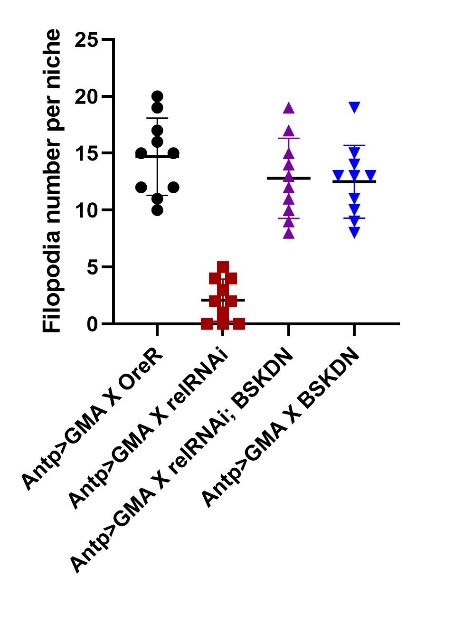 Filopodia number per niche
25
20
15
10
5
0
Antp>GMA X OreR
Antp>GMA X relRNAi
Antp>GMA X relRNAi; BSKDN
Antp>GMA X BSKDN